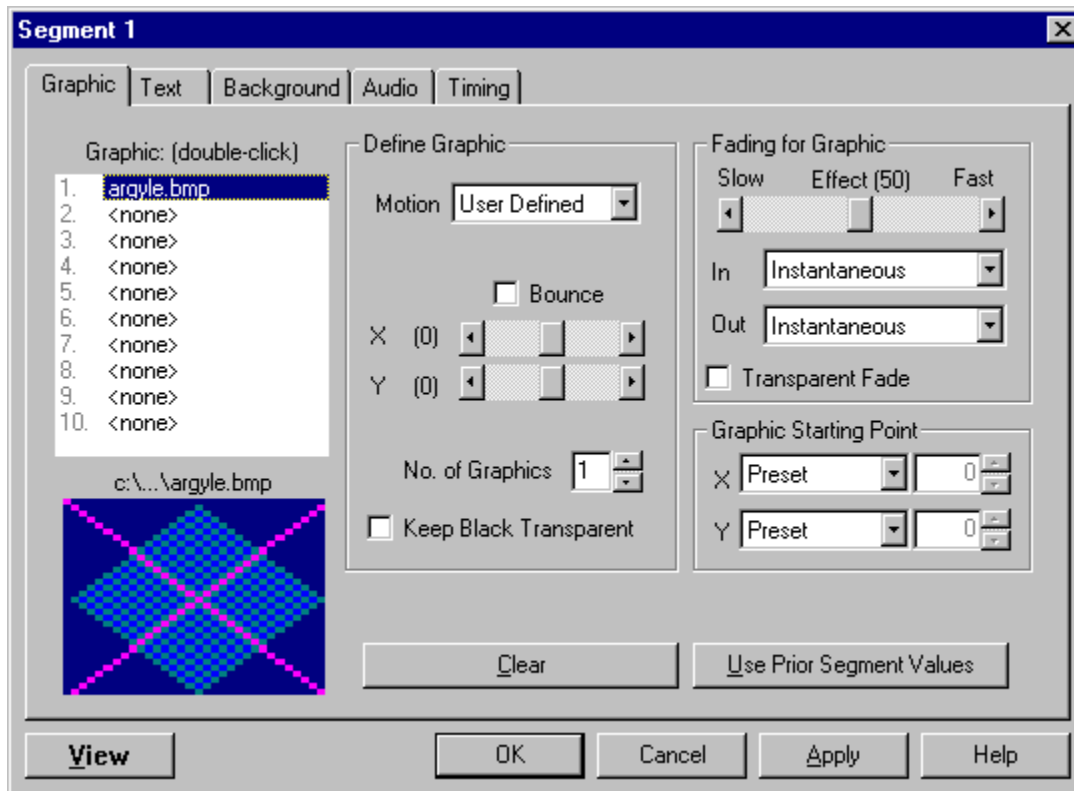 Segment 1
Graphic Text Background Audio Timing
Graphic: (double-click)
1. argyle.bmp
2. <none>
3. <none>
4. <none>
5. <none>
6. <none>
7. <none>
8. <none>
9. <none>
10. <none>
c:\...\argyle.bmp
Define Graphic
Motion User Defined
Bounce
X (0)
Y (0)
No. of Graphics 1
Keep Black Transparent
Fading for Graphic
Slow Effect (50) Fast
In Instantaneous
Out Instantaneous
Transparent Fade
Graphic Starting Point
X Preset 0
Y Preset 0
Clear Use Prior Segment Values
View OK Cancel Apply Help